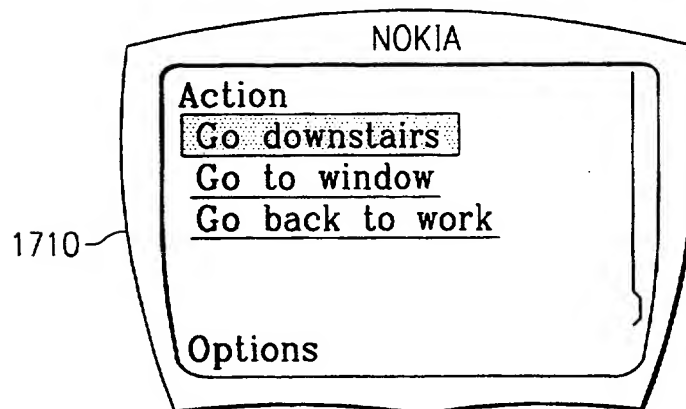 NOKIA
Action
Go downstairs
Go to window
Go back to work
1710
Options